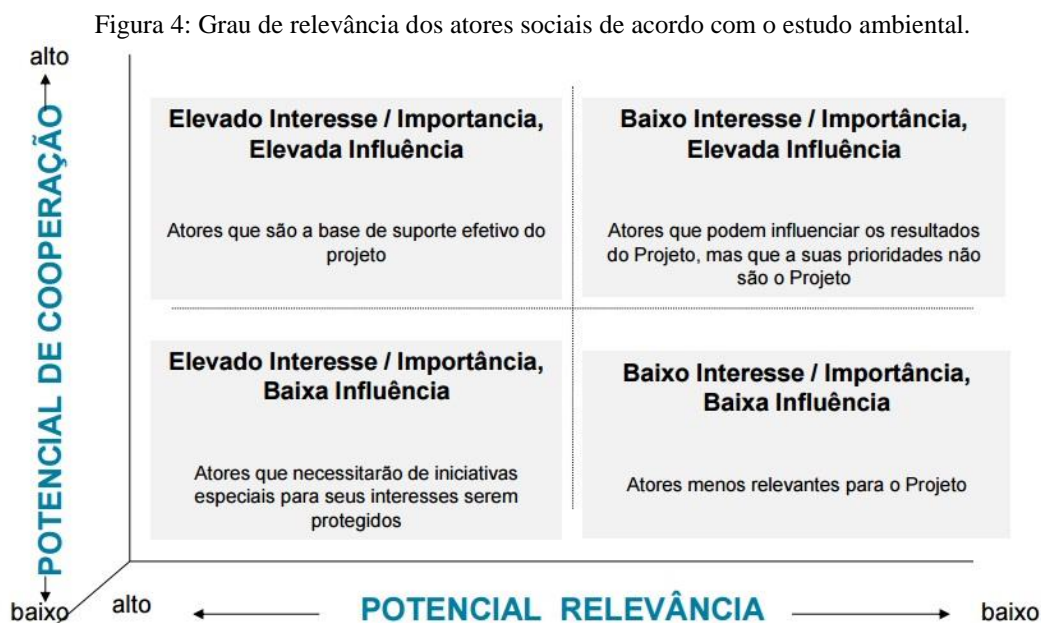 Figura 4: Grau de relevância dos atores sociais de acordo com o estudo ambiental.
alto
POTENCIAL DE COOPERAÇÃO
baixo
Elevado Interesse / Importancia,
Elevada Influência
Atores que são a base de suporte efetivo do
projeto
Baixo Interesse / Importância,
Elevada Influência
Atores que podem influenciar os resultados
do Projeto, mas que a suas prioridades não
são o Projeto
Elevado Interesse / Importância,
Baixa Influência
Atores que necessitarão de iniciativas
especiais para seus interesses serem
protegidos
Baixo Interesse / Importância,
Baixa Influência
Atores menos relevantes para o Projeto
alto
POTENCIAL RELEVÂNCIA
baixo